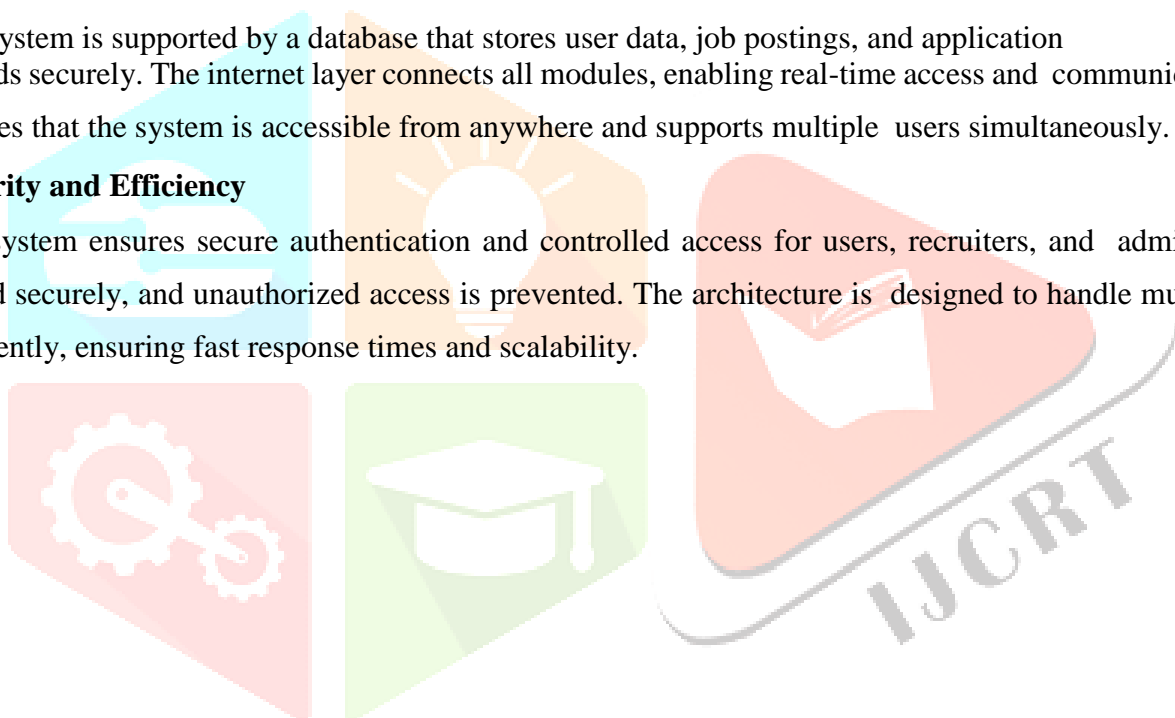 ystem is supported by a database that stores user data, job postings, and application
ds securely. The internet layer connects all modules, enabling real-time access and communi
es that the system is accessible from anywhere and supports multiple users simultaneously.
rity and Efficiency
ystem ensures secure authentication and controlled access for users, recruiters, and admi
d securely, and unauthorized access is prevented. The architecture is designed to handle mu
ently, ensuring fast response times and scalability.
IJCRT